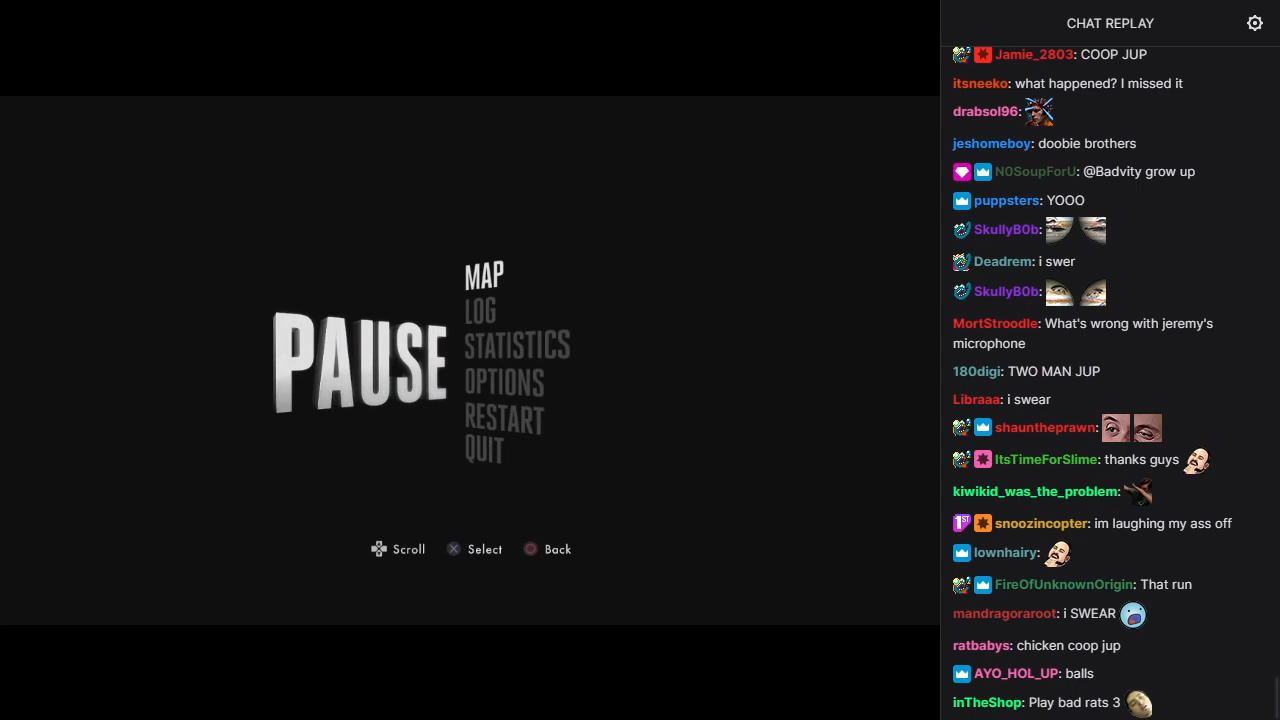 PAUSE
MAP
LOG
STATISTICS
OPTIONS
RESTART
QUIT
Scroll
Select
Back
CHAT REPLAY
Jamie_2803: COOP JUP
itsneeko: what happened? I missed it
drabsol96:
jeshomeboy: doobie brothers
N0SoupForU: @Badvity grow up
puppsters: YOOO
SkullyB0b:
Deadrem: i swer
SkullyB0b:
MortStroodle: What's wrong with jeremy's
microphone
180digi: TWO MAN JUP
Libraaa: i swear
shauntheprawn:
ItsTimeForSlime: thanks guys
kiwikid_was_the_problem:
1ST snoozincopter: im laughing my ass off
lownhairy:
FireOfUnknownOrigin: That run
mandragoraroot: i SWEAR
ratbabys: chicken coop jup
AYO_HOL_UP: balls
inTheShop: Play bad rats 3